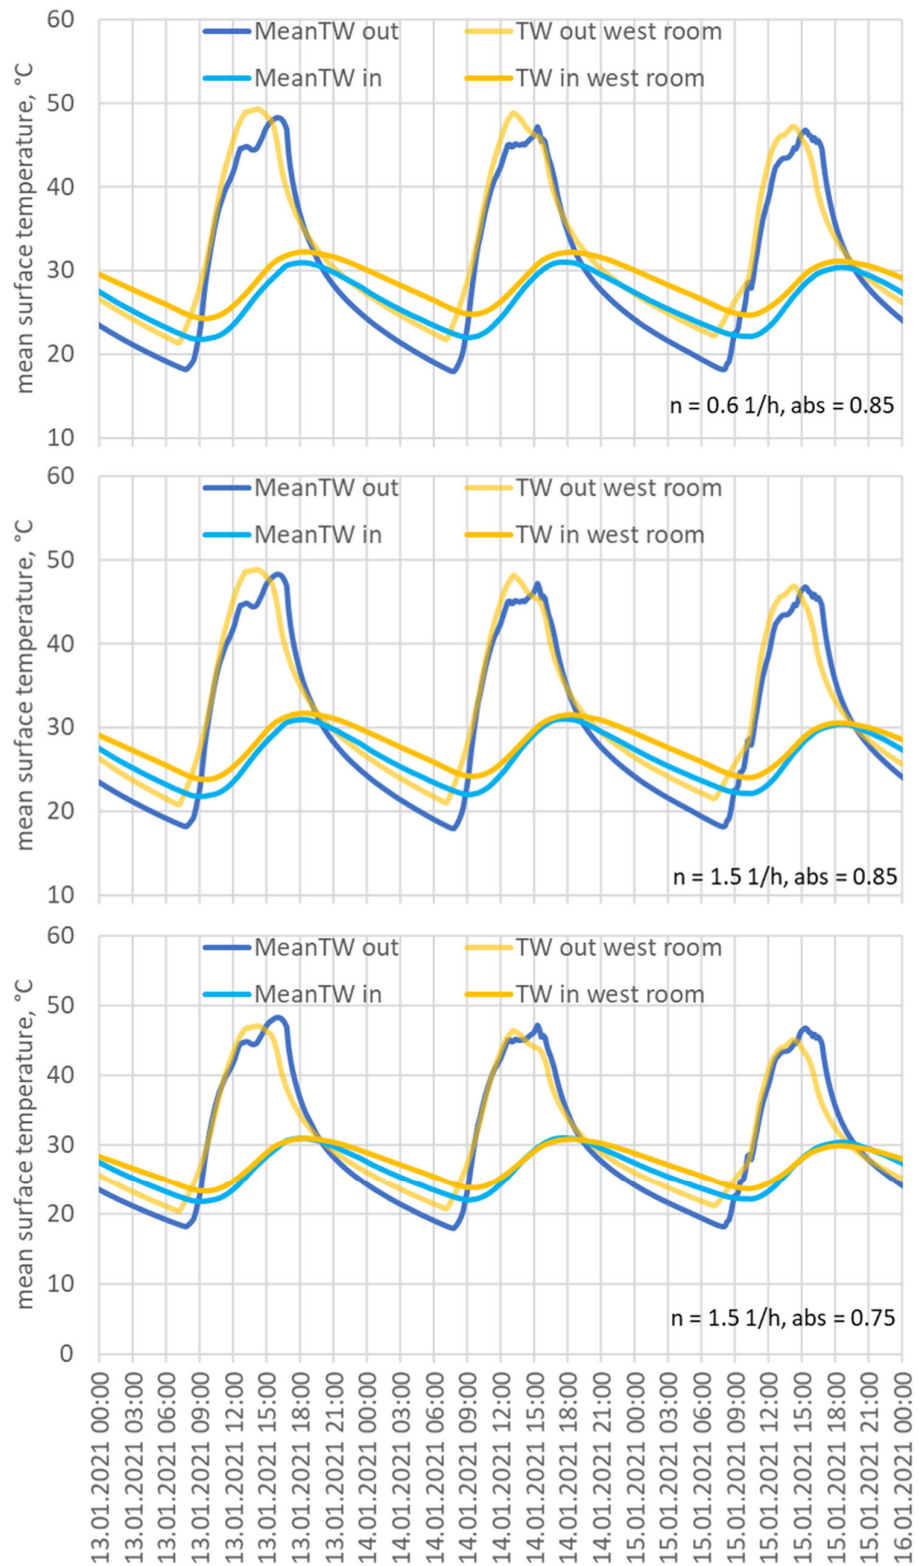 60
50
40
30
20
10
mean surface temperature, °C
MeanTW out
TW out west room
MeanTW in
TW in west room
n = 0.6 1/h, abs = 0.85
60
50
40
30
20
10
mean surface temperature, °C
MeanTW out
TW out west room
MeanTW in
TW in west room
n = 1.5 1/h, abs = 0.85
60
50
40
30
20
10
0
mean surface temperature, °C
MeanTW out
TW out west room
MeanTW in
TW in west room
n = 1.5 1/h, abs = 0.75
13.01.2021 00:00
13.01.2021 03:00
13.01.2021 06:00
13.01.2021 09:00
13.01.2021 12:00
13.01.2021 15:00
13.01.2021 18:00
13.01.2021 21:00
14.01.2021 00:00
14.01.2021 03:00
14.01.2021 06:00
14.01.2021 09:00
14.01.2021 12:00
14.01.2021 15:00
14.01.2021 18:00
14.01.2021 21:00
15.01.2021 00:00
15.01.2021 03:00
15.01.2021 06:00
15.01.2021 09:00
15.01.2021 12:00
15.01.2021 15:00
15.01.2021 18:00
15.01.2021 21:00
16.01.2021 00:00